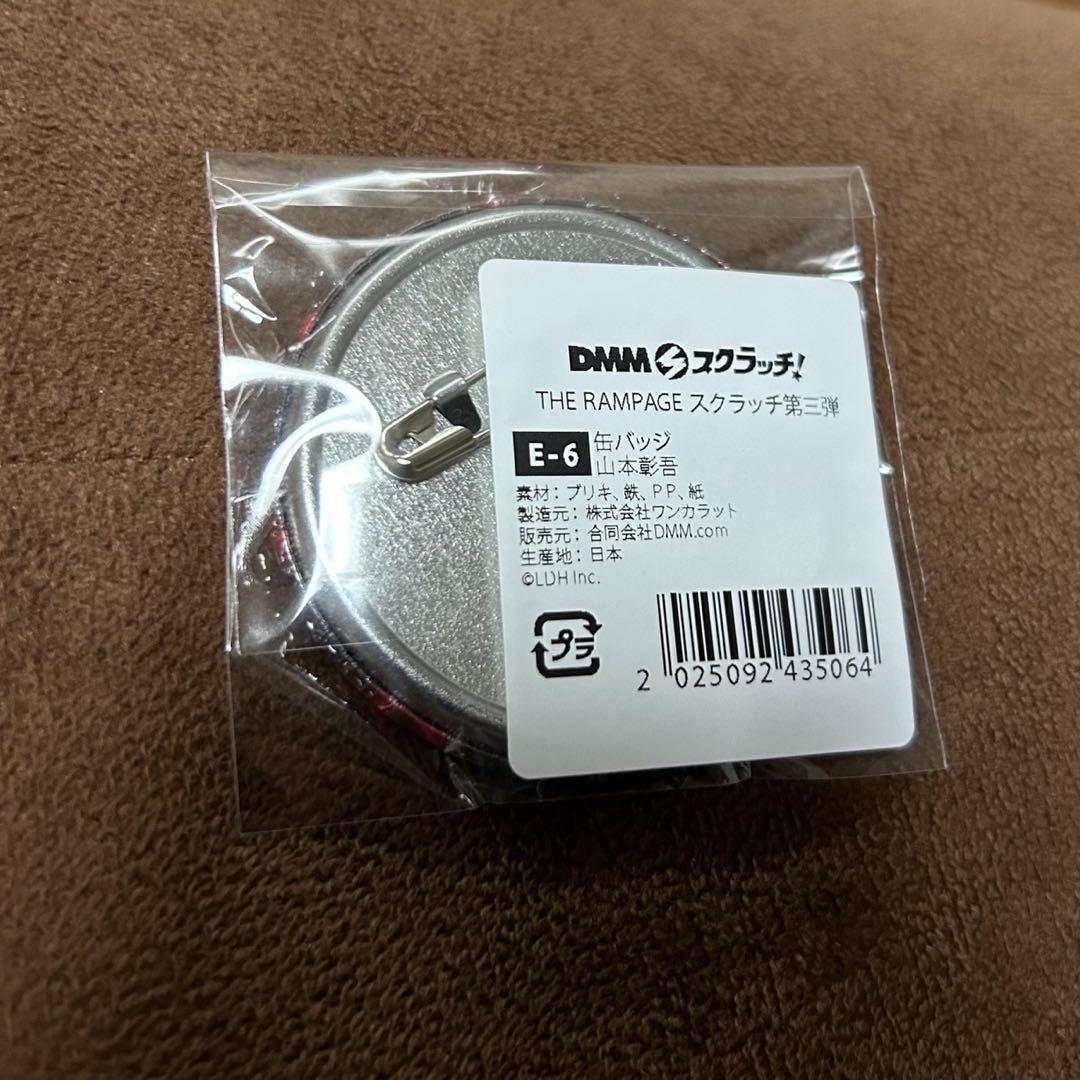 DMMスクラッチ!
THE RAMPAGE スクラッチ第三弾
E-6 缶バッジ
山本彰吾
素材：ブリキ、鉄、PP、紙
製造元：株式会社ワンカラット
販売元：合同会社DMM.com
生産地：日本
©LDH Inc.
プラ
2 025092 435064